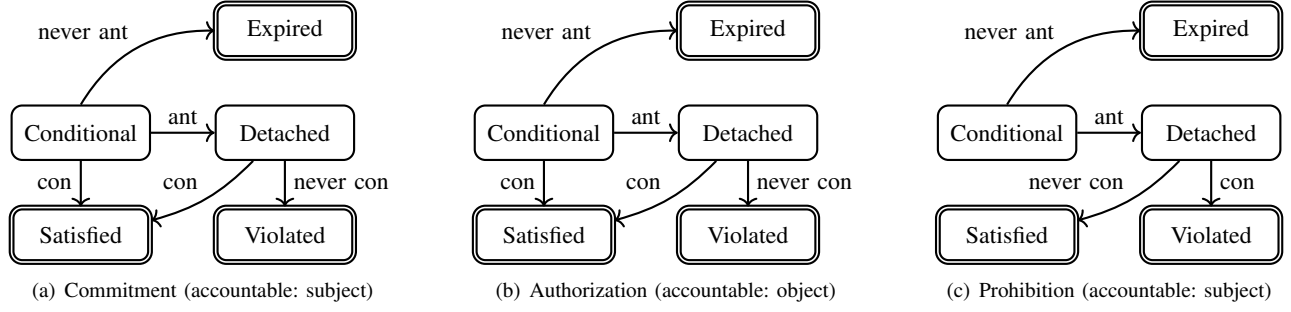 never ant
Expired
Conditional
ant
Detached
con
con
never con
Satisfied
Violated
(a) Commitment (accountable: subject)
never ant
Expired
Conditional
ant
Detached
con
con
never con
Satisfied
Violated
(b) Authorization (accountable: object)
never ant
Expired
Conditional
ant
Detached
never con
con
Satisfied
Violated
(c) Prohibition (accountable: subject)